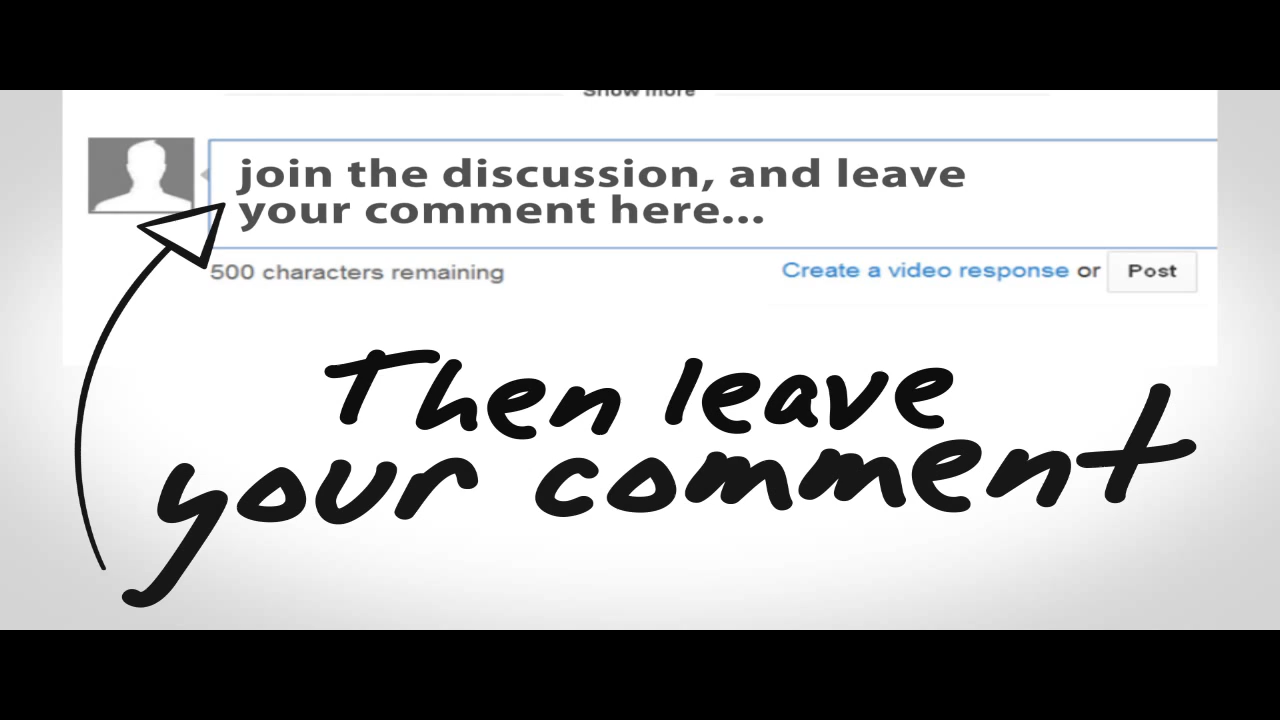 Show more
join the discussion, and leave
your comment here...
500 characters remaining
Create a video response or Post
Then leave
your comment